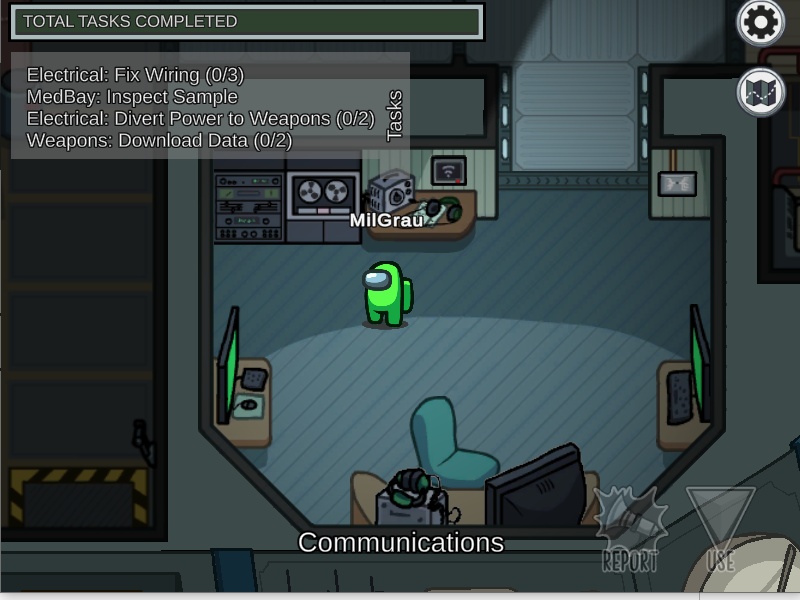 TOTAL TASKS COMPLETED
Electrical: Fix Wiring (0/3)
MedBay: Inspect Sample
Electrical: Divert Power to Weapons (0/2)
Weapons: Download Data (0/2)
Tasks
MilGrau
Communications
REPORT
USE